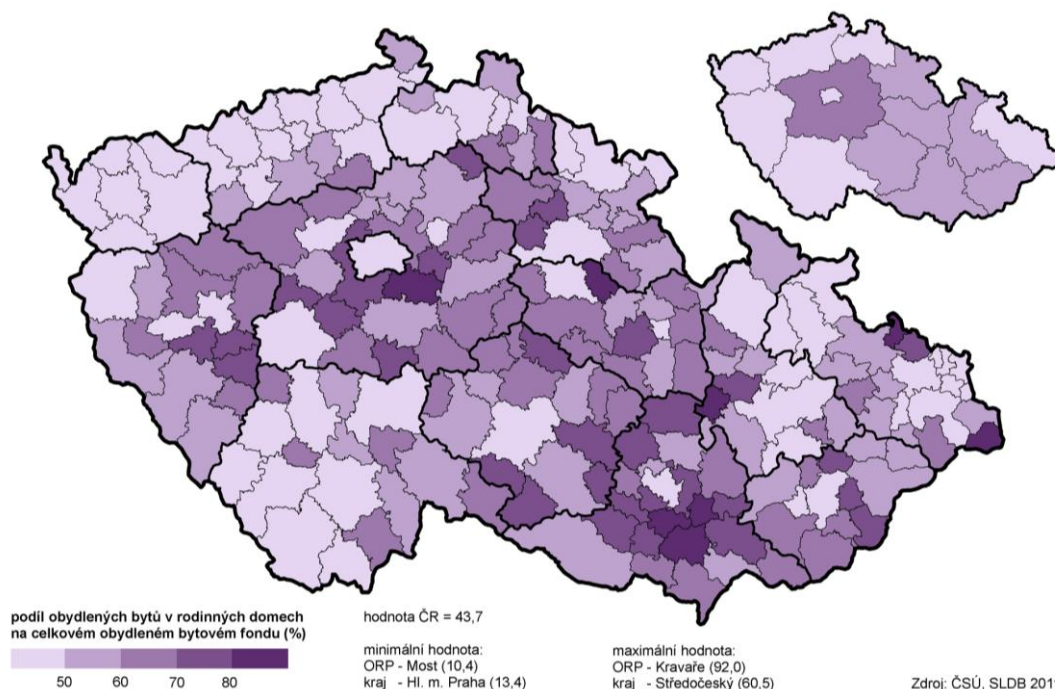 podíl obydlených bytů v rodinných domech
na celkovém obydleném bytovém fondu (%)
50 60 70 80
hodnota ČR = 43,7
minimální hodnota:
ORP - Most (10,4)
kraj - Hl. m. Praha (13,4)
maximální hodnota:
ORP - Kravaře (92,0)
kraj - Středočeský (60,5)
Zdroj: ČSÚ, SLDB 201